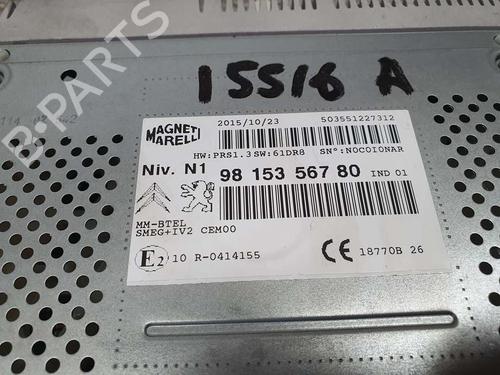 15516 A
B-PARTS
MAGNETI MARELLI
2015/10/23 503551227312
HW:PRS1.3 SW:61DR8 SN°:NOCOIONAR
Niv. N1 98 153 567 80 IND 01
MM-BTEL
SMEG+IV2 CEM00
E2 10 R-0414155 CE 18770B 26